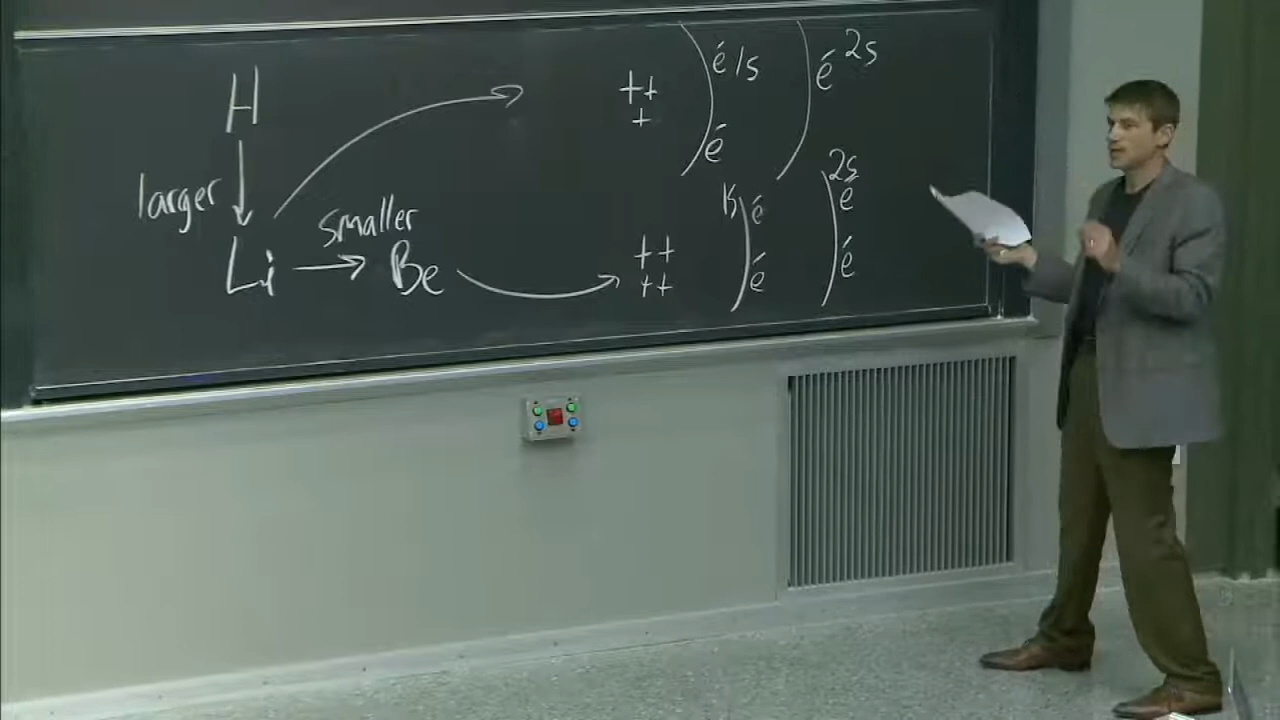 H
larger
Li
smaller
Be
++
+
é 1s
é
é 2s
++
++
1s é
é
2s
é
é